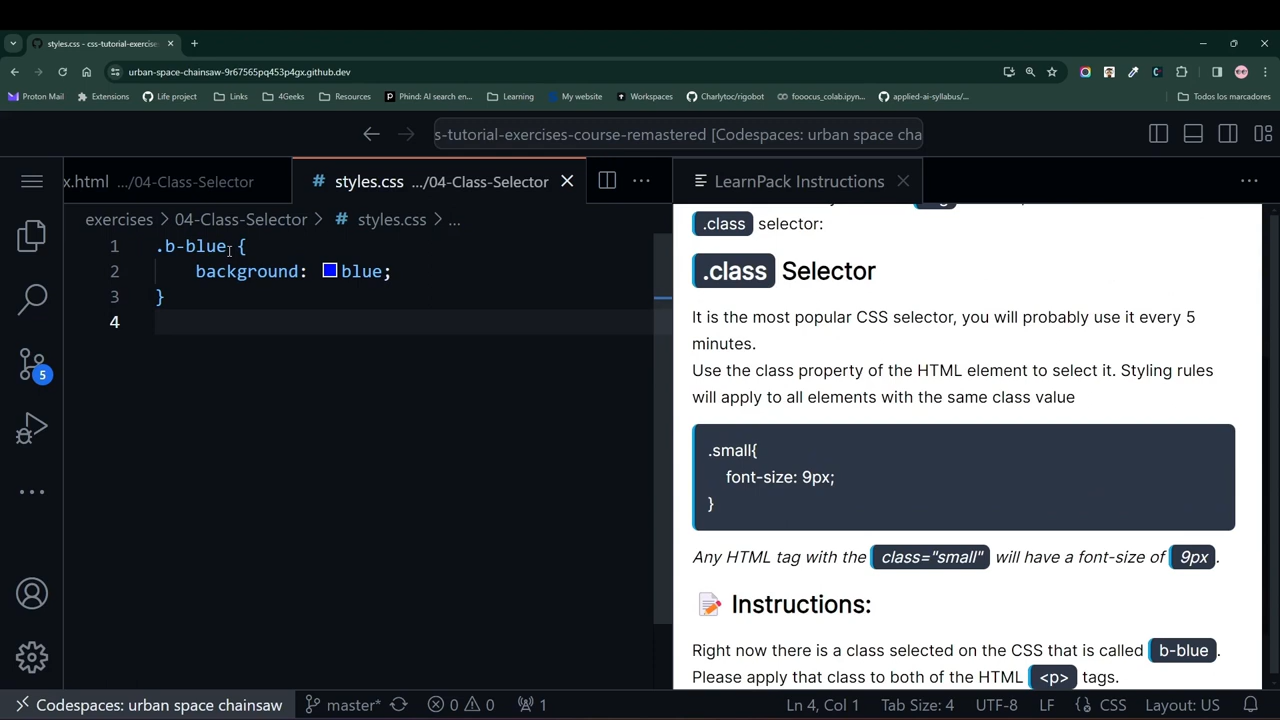 styles.css - css-tutorial-exercise
urban-space-chainsaw-9r67565pq453p4gx.github.dev
Proton Mail
Extensions
Life project
Links
4Geeks
Resources
Phind: AI search en...
Learning
My website
Workspaces
Charlytoc/rigobot
fooocus_colab.ipyn...
applied-ai-syllabus/...
Todos los marcadores
s-tutorial-exercises-course-remastered [Codespaces: urban space cha
x.html .../04-Class-Selector
# styles.css .../04-Class-Selector
LearnPack Instructions
exercises > 04-Class-Selector > # styles.css > ...
1 .b-blue {
2 background: blue;
3 }
4
5
.class selector:
.class Selector
It is the most popular CSS selector, you will probably use it every 5
minutes.
Use the class property of the HTML element to select it. Styling rules
will apply to all elements with the same class value
.small{
font-size: 9px;
}
Any HTML tag with the class="small" will have a font-size of 9px.
Instructions:
Right now there is a class selected on the CSS that is called b-blue.
Please apply that class to both of the HTML <p> tags.
Codespaces: urban space chainsaw
master*
0 0
1
Ln 4, Col 1
Tab Size: 4
UTF-8
LF
{} CSS
Layout: US